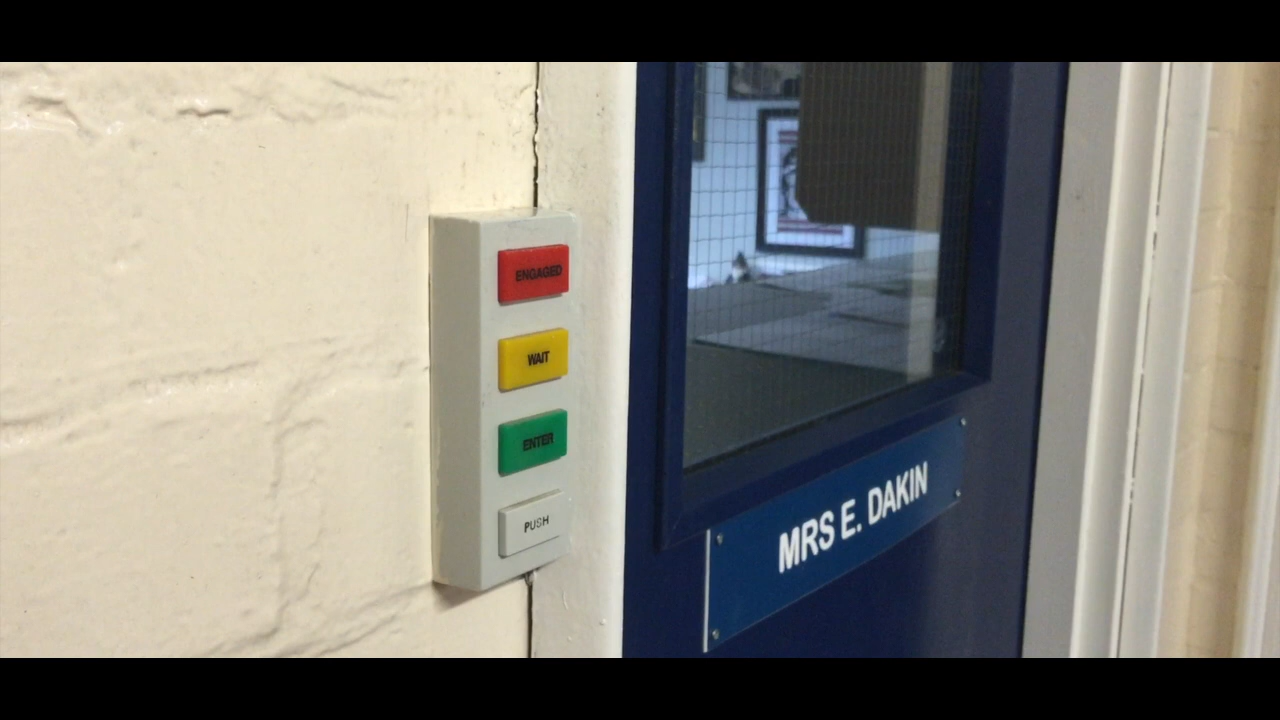 ENGAGED
WAIT
ENTER
PUSH
MRS E. DAKIN